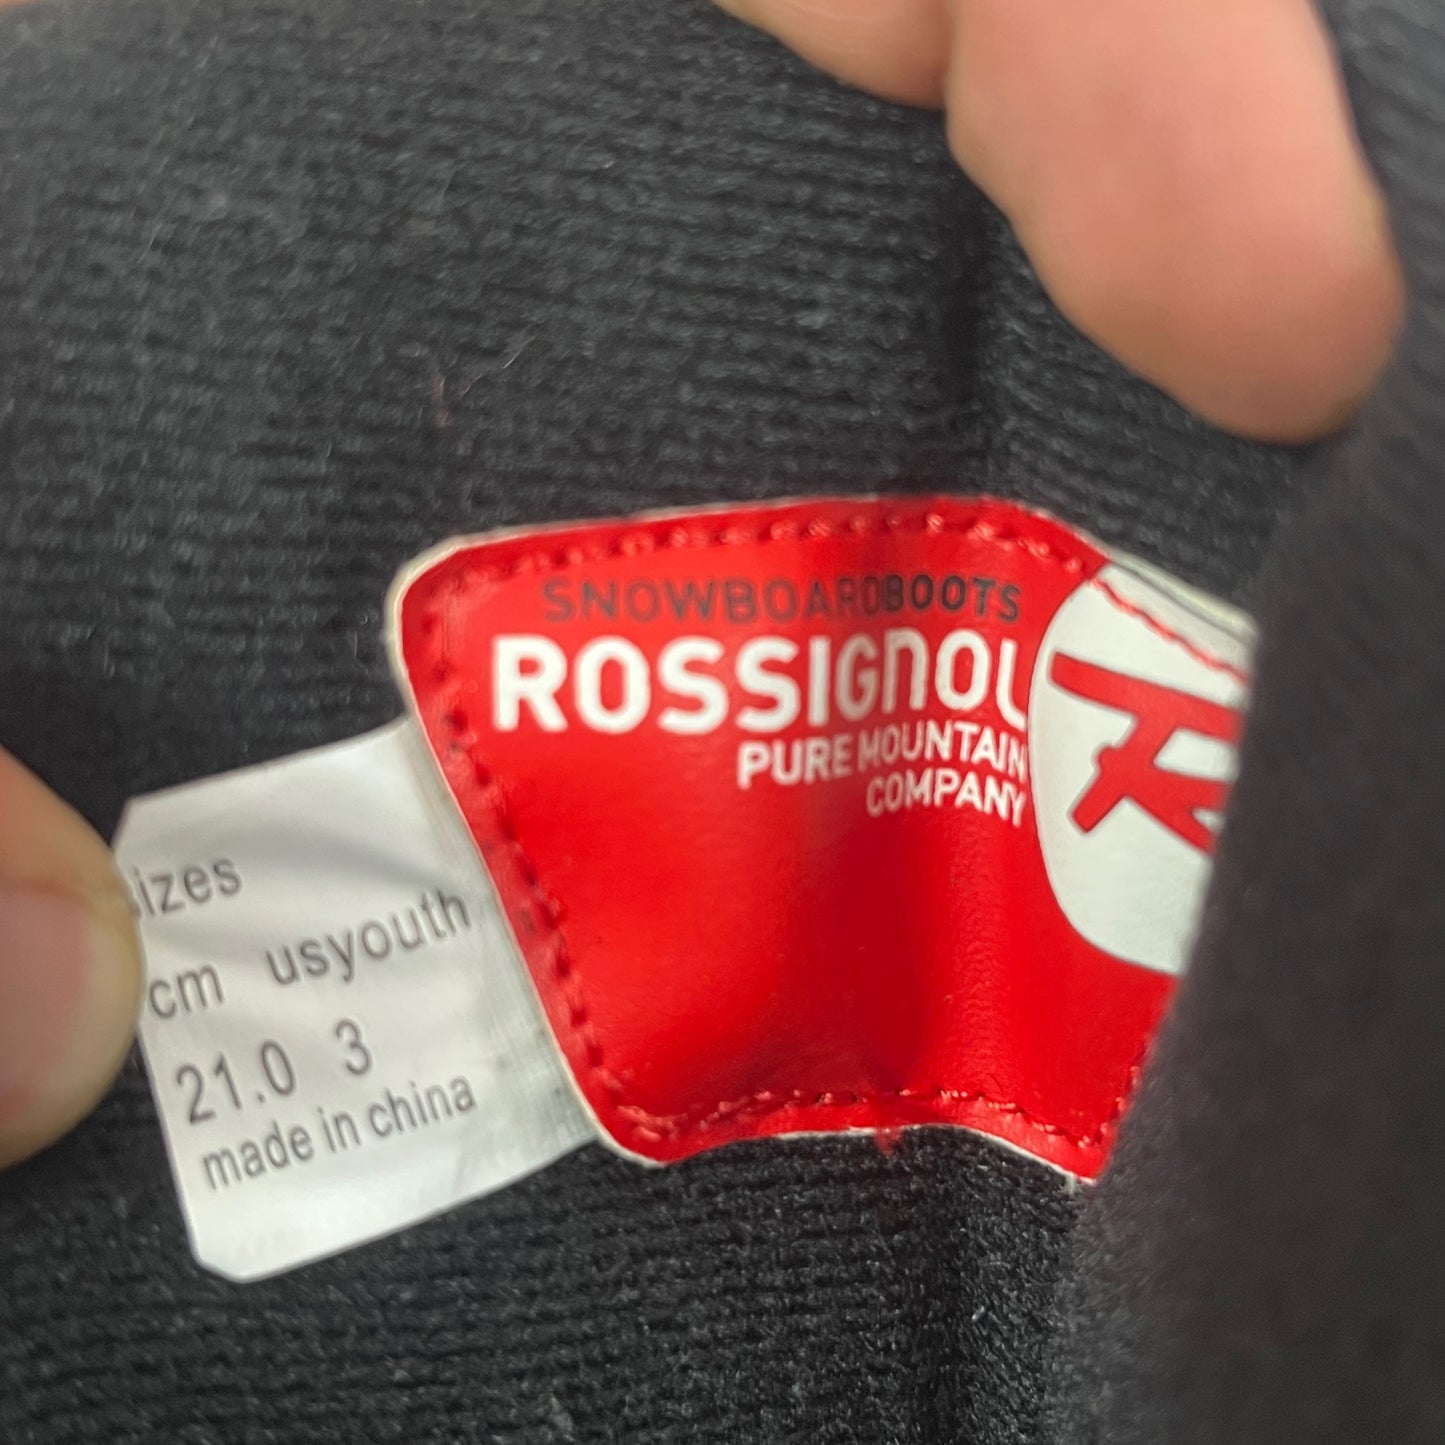 SNOWBOARDBOOTS
ROSSIGNOL
PURE MOUNTAIN
COMPANY
izes
cm usyouth
21.0 3
made in china